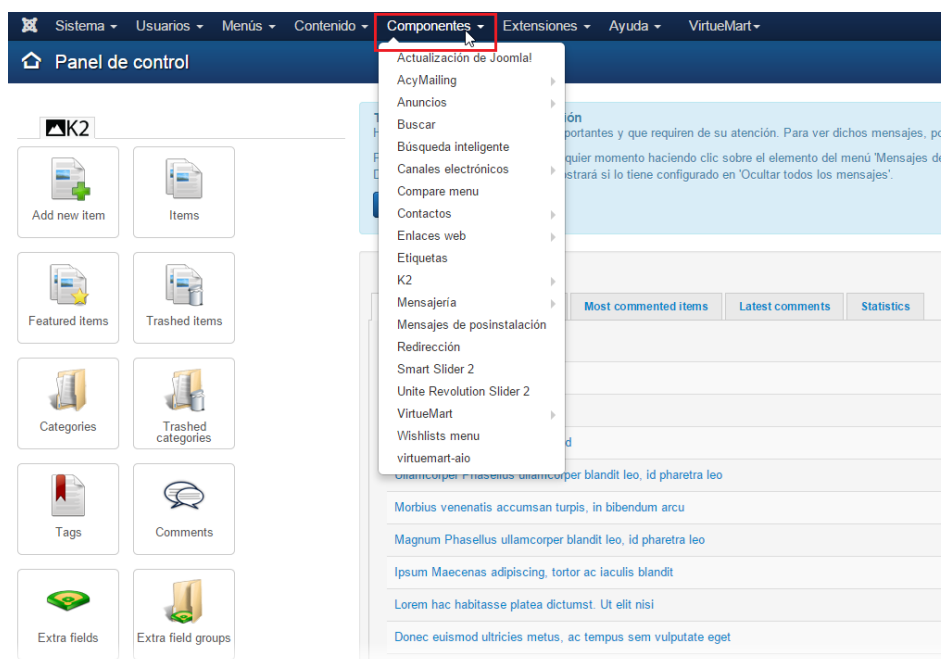 Sistema Usuarios Menús Contenido Componentes Extensiones Ayuda VirtueMart
Panel de control
Actualización de Joomla!
AcyMailing
Anuncios
Buscar
Búsqueda inteligente
Canales electrónicos
Compare menu
Contactos
Enlaces web
Etiquetas
K2
Mensajería
Mensajes de posinstalación
Redirección
Smart Slider 2
Unite Revolution Slider 2
VirtueMart
Wishlists menu
virtuemart-aio
K2
Add new item
Items
Featured items
Trashed items
Categories
Trashed
categories
Tags
Comments
Extra fields
Extra field groups
portantes y que requiren de su atención. Para ver dichos mensajes,
quier momento haciendo clic sobre el elemento del menú 'Mensajes
strará si lo tiene configurado en 'Ocultar todos los mensajes'.
Most commented items Latest comments Statistics
Ullamcorper Phasellus ullamcorper blandit leo, id pharetra leo
Morbius venenatis accumsan turpis, in bibendum arcu
Magnum Phasellus ullamcorper blandit leo, id pharetra leo
Ipsum Maecenas adipiscing, tortor ac iaculis blandit
Lorem hac habitasse platea dictumst. Ut elit nisi
Donec euismod ultricies metus, ac tempus sem vulputate eget